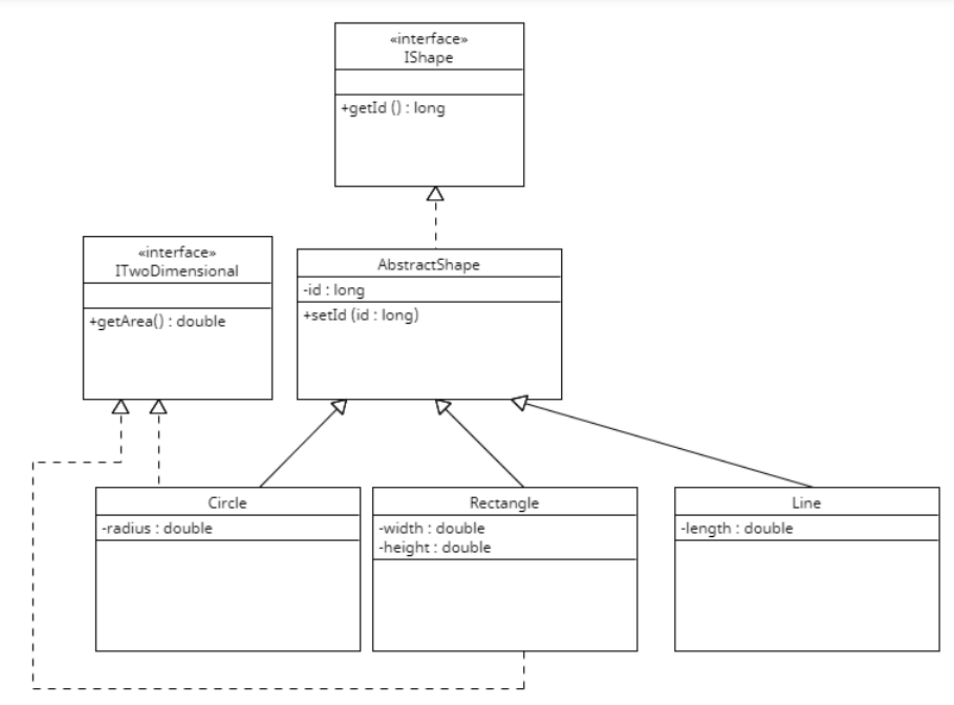 «interface»
IShape
+getId () : long
«interface»
ITwoDimensional
+getArea() : double
AbstractShape
-id : long
+setId (id : long)
Circle
-radius : double
Rectangle
-width : double
-height : double
Line
-length : double